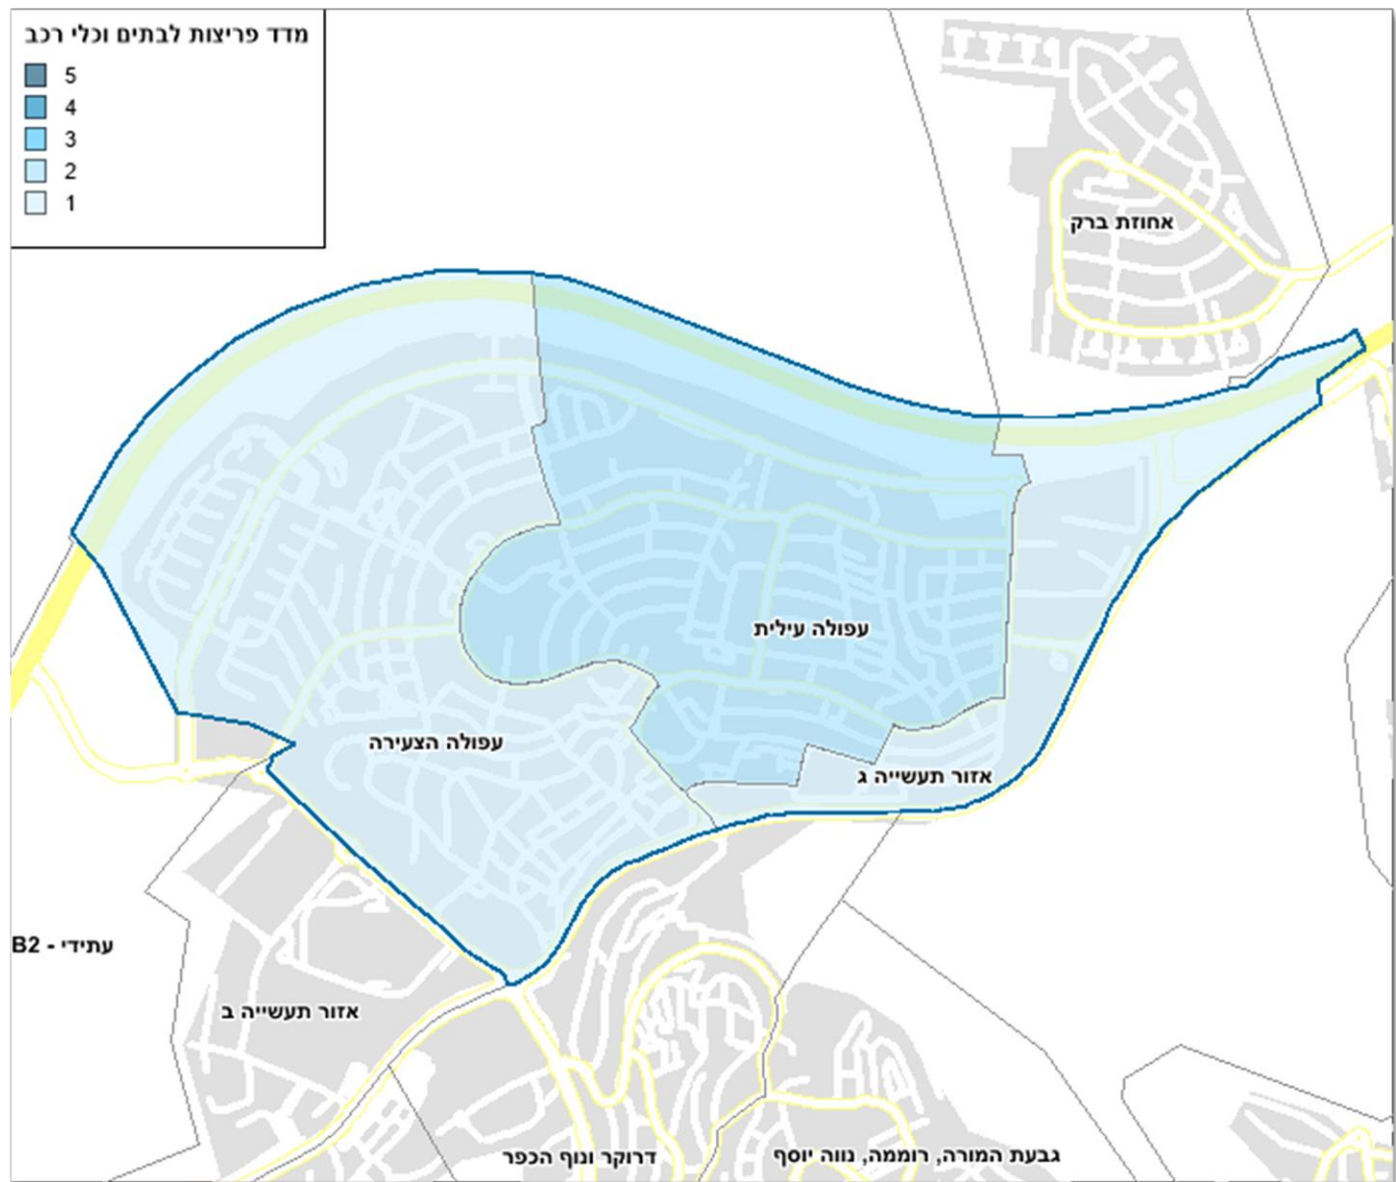 מדד פריצות לבתים וכלי רכב
5
4
3
2
1
אחוזת ברק
עפולה עילית
עפולה הצעירה
אזור תעשייה ג
עתידי - B2
אזור תעשייה ב
דרוקר ונוף הכפר
גבעת המורה, רוממה, נווה יוסף